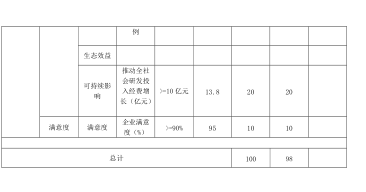 例
生态效益
可持续影
响
推动全社
会研发投
入经费增
长（亿元）
>=10 亿元
13.8
20
20
满意度
满意度
企业满意
度（%）
>=90%
95
10
10
总计
100
98